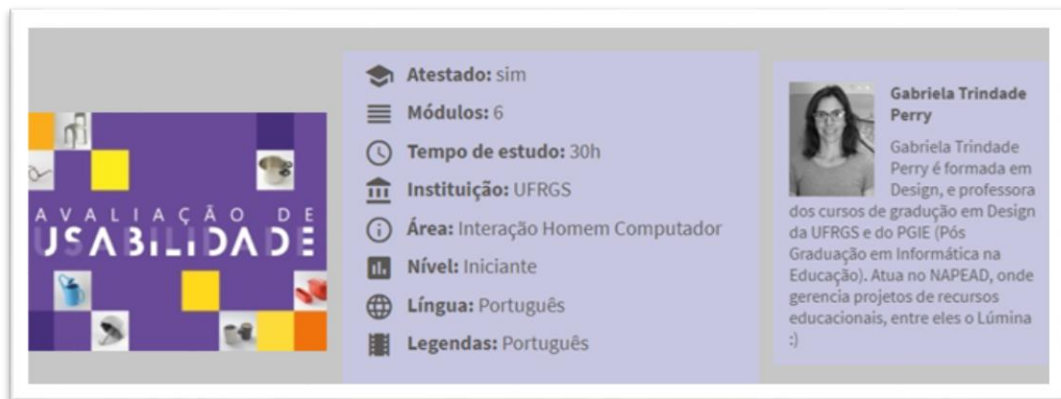 AVALIAÇÃO DE
USABILIDADE
Atestado: sim
Módulos: 6
Tempo de estudo: 30h
Instituição: UFRGS
Área: Interação Homem Computador
Nível: Iniciante
Língua: Português
Legendas: Português
Gabriela Trindade
Perry
Gabriela Trindade
Perry é formada em
Design, e professora
dos cursos de gradução em Design
da UFRGS e do PGIE (Pós
Graduação em Informática na
Educação). Atua no NAPEAD, onde
gerencia projetos de recursos
educacionais, entre eles o Lúmina
:)